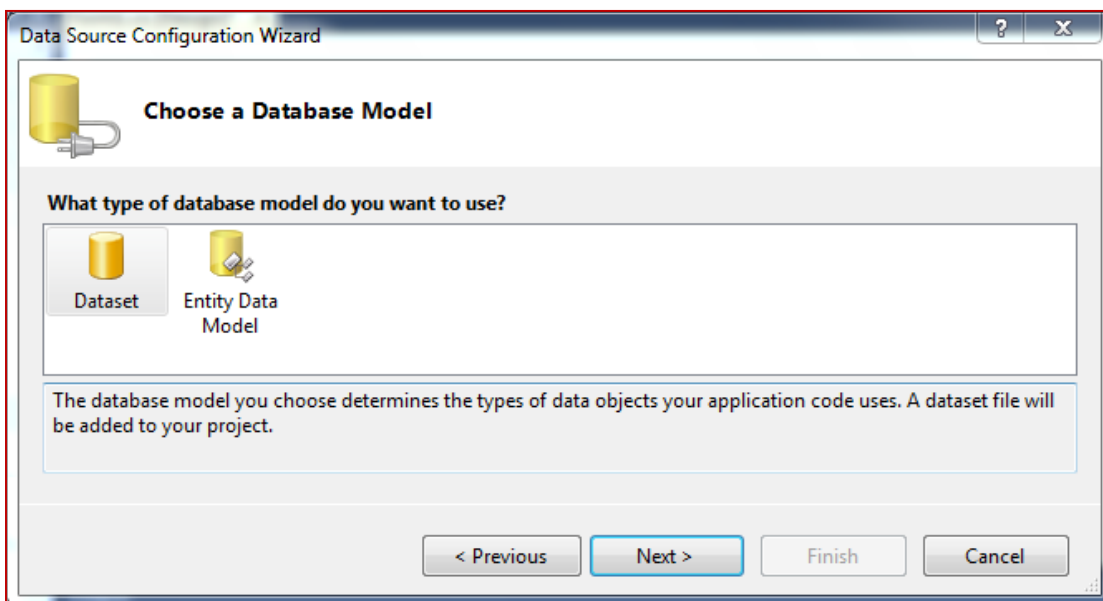 Data Source Configuration Wizard
Choose a Database Model
What type of database model do you want to use?
Dataset
Entity Data
Model
The database model you choose determines the types of data objects your application code uses. A dataset file will
be added to your project.
< Previous
Next >
Finish
Cancel